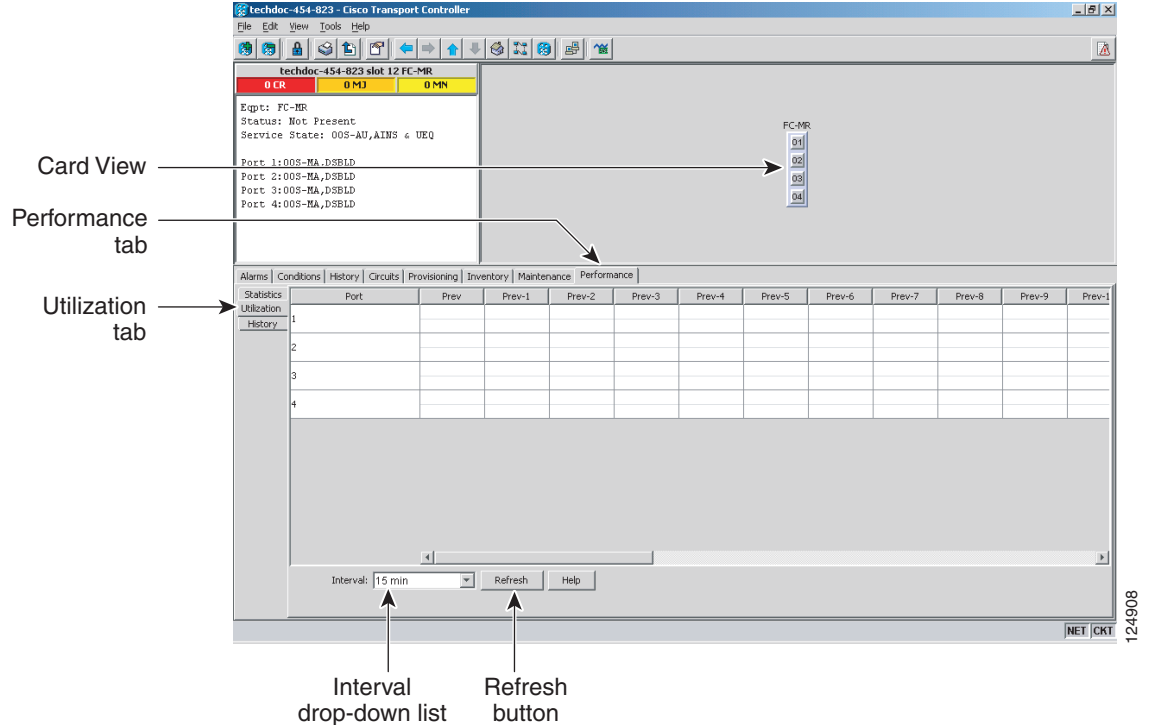 techdoc-454-823 - Cisco Transport Controller
File Edit View Tools Help
techdoc-454-823 slot 12 FC-MR
0 CR 0 MJ 0 MN
Eqpt: FC-MR
Status: Not Present
Service State: OOS-AU,AINS & UEQ
Port 1:OOS-MA,DSBLD
Port 2:OOS-MA,DSBLD
Port 3:OOS-MA,DSBLD
Port 4:OOS-MA,DSBLD
FC-MR
01
02
03
04
Card View
Performance
tab
Utilization
tab
Alarms Conditions History Circuits Provisioning Inventory Maintenance Performance
Statistics
Utilization
History
Port Prev Prev-1 Prev-2 Prev-3 Prev-4 Prev-5 Prev-6 Prev-7 Prev-8 Prev-9 Prev-1
1
2
3
4
Interval: 15 min Refresh Help
NET CKT
124908
Interval
drop-down list
Refresh
button